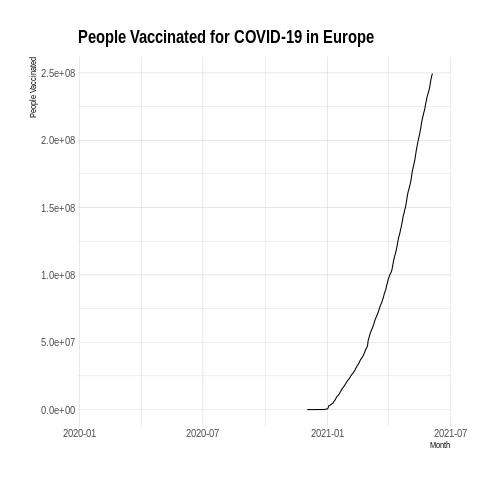 People Vaccinated for COVID-19 in Europe
People Vaccinated
2.5e+08
2.0e+08
1.5e+08
1.0e+08
5.0e+07
0.0e+00
2020-01 2020-07 2021-01 2021-07
Month